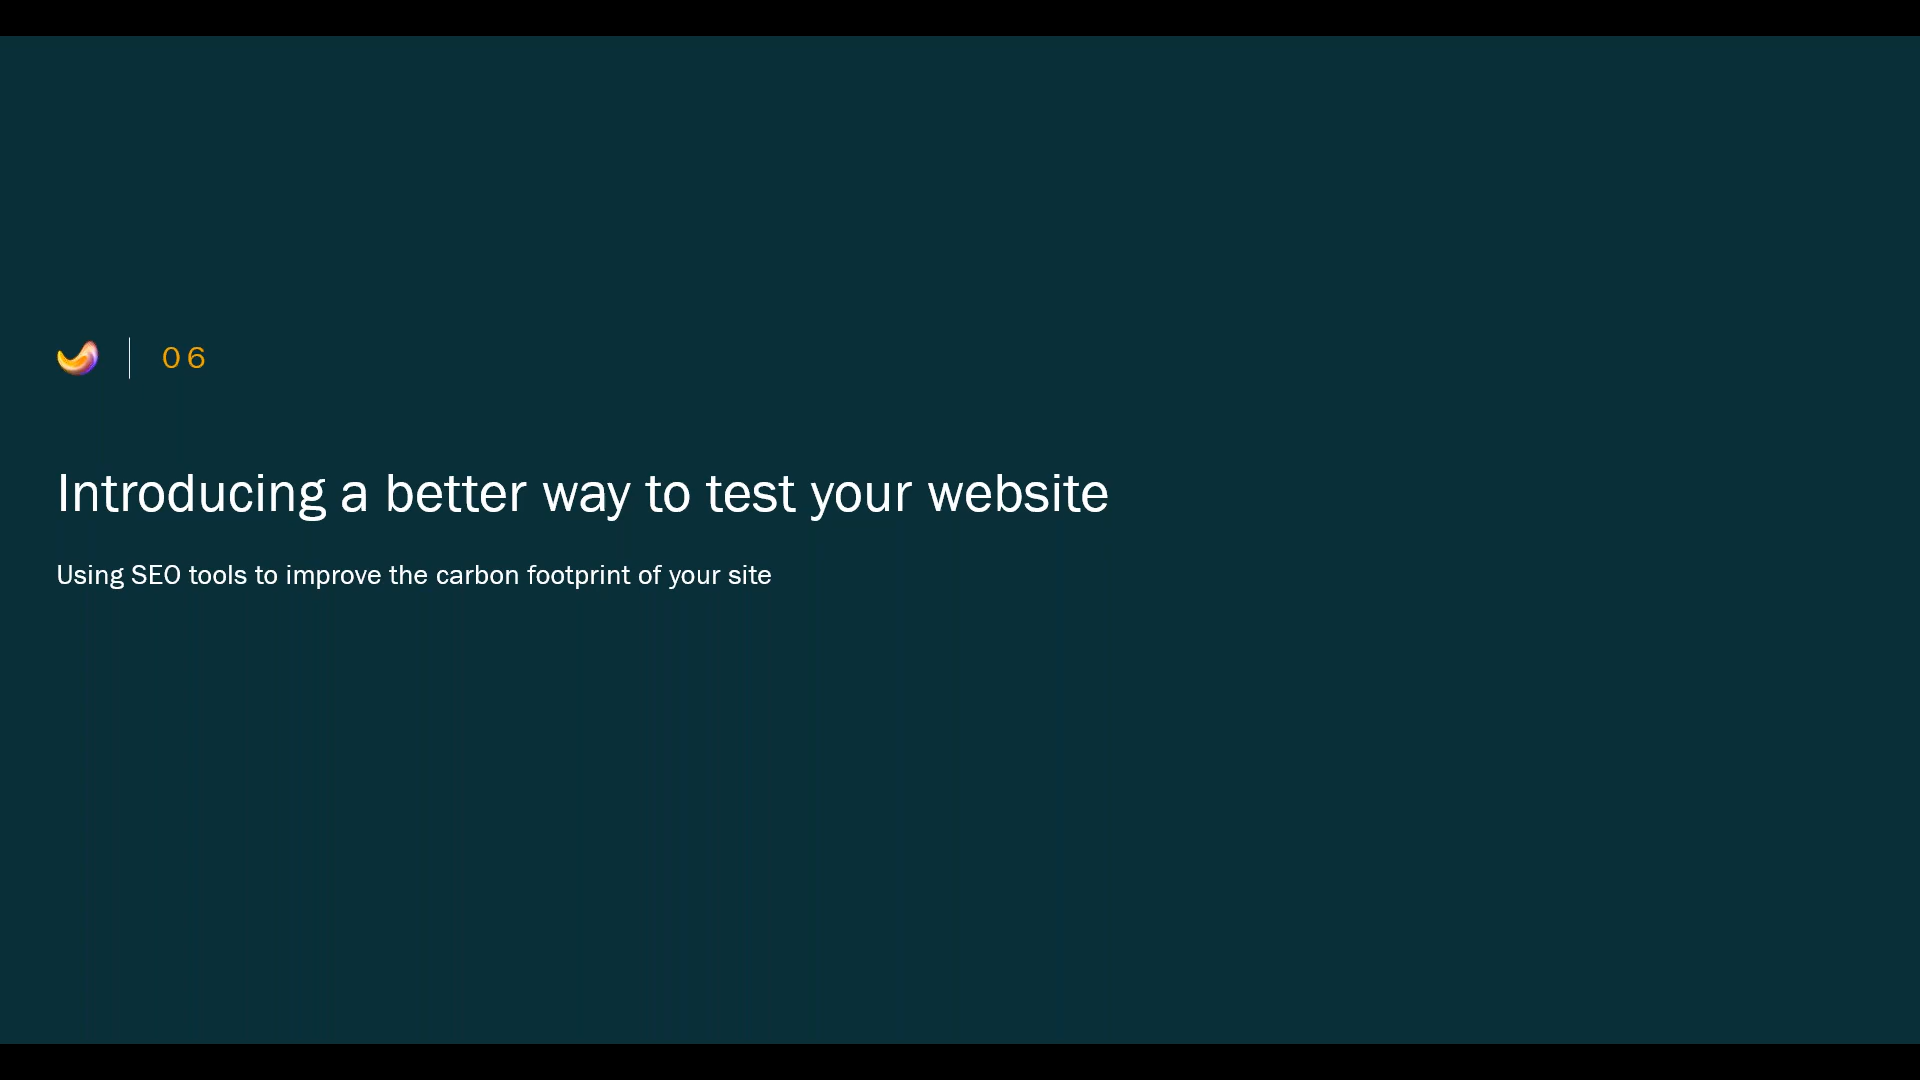 06
Introducing a better way to test your website
Using SEO tools to improve the carbon footprint of your site